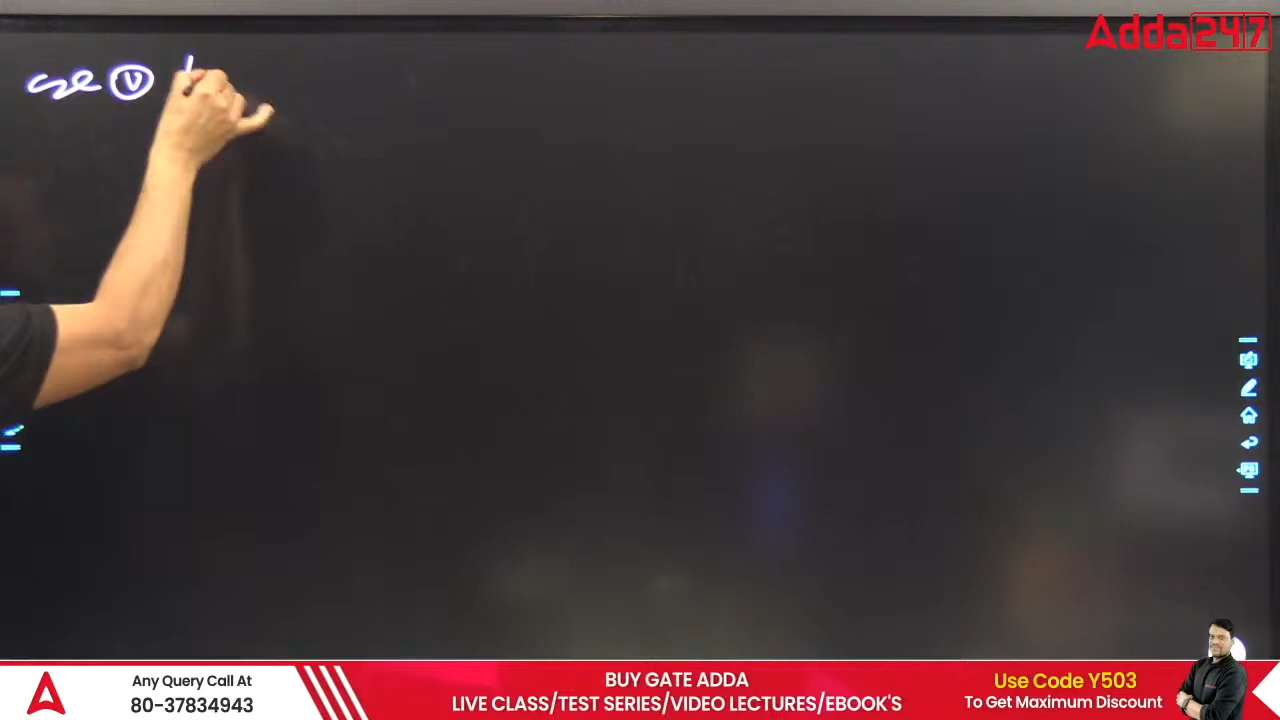 Adda247
Case V
Any Query Call At
80-37834943
BUY GATE ADDA
LIVE CLASS/TEST SERIES/VIDEO LECTURES/EBOOK'S
Use Code Y503
To Get Maximum Discount